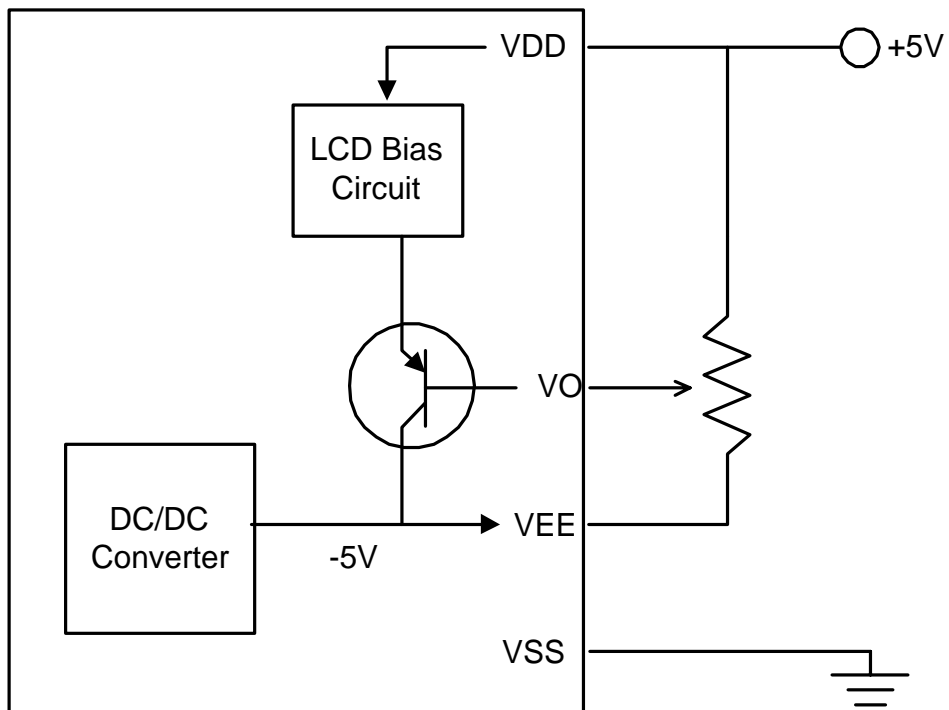 VDD
+5V
LCD Bias
Circuit
VO
DC/DC
Converter
-5V
VEE
VSS